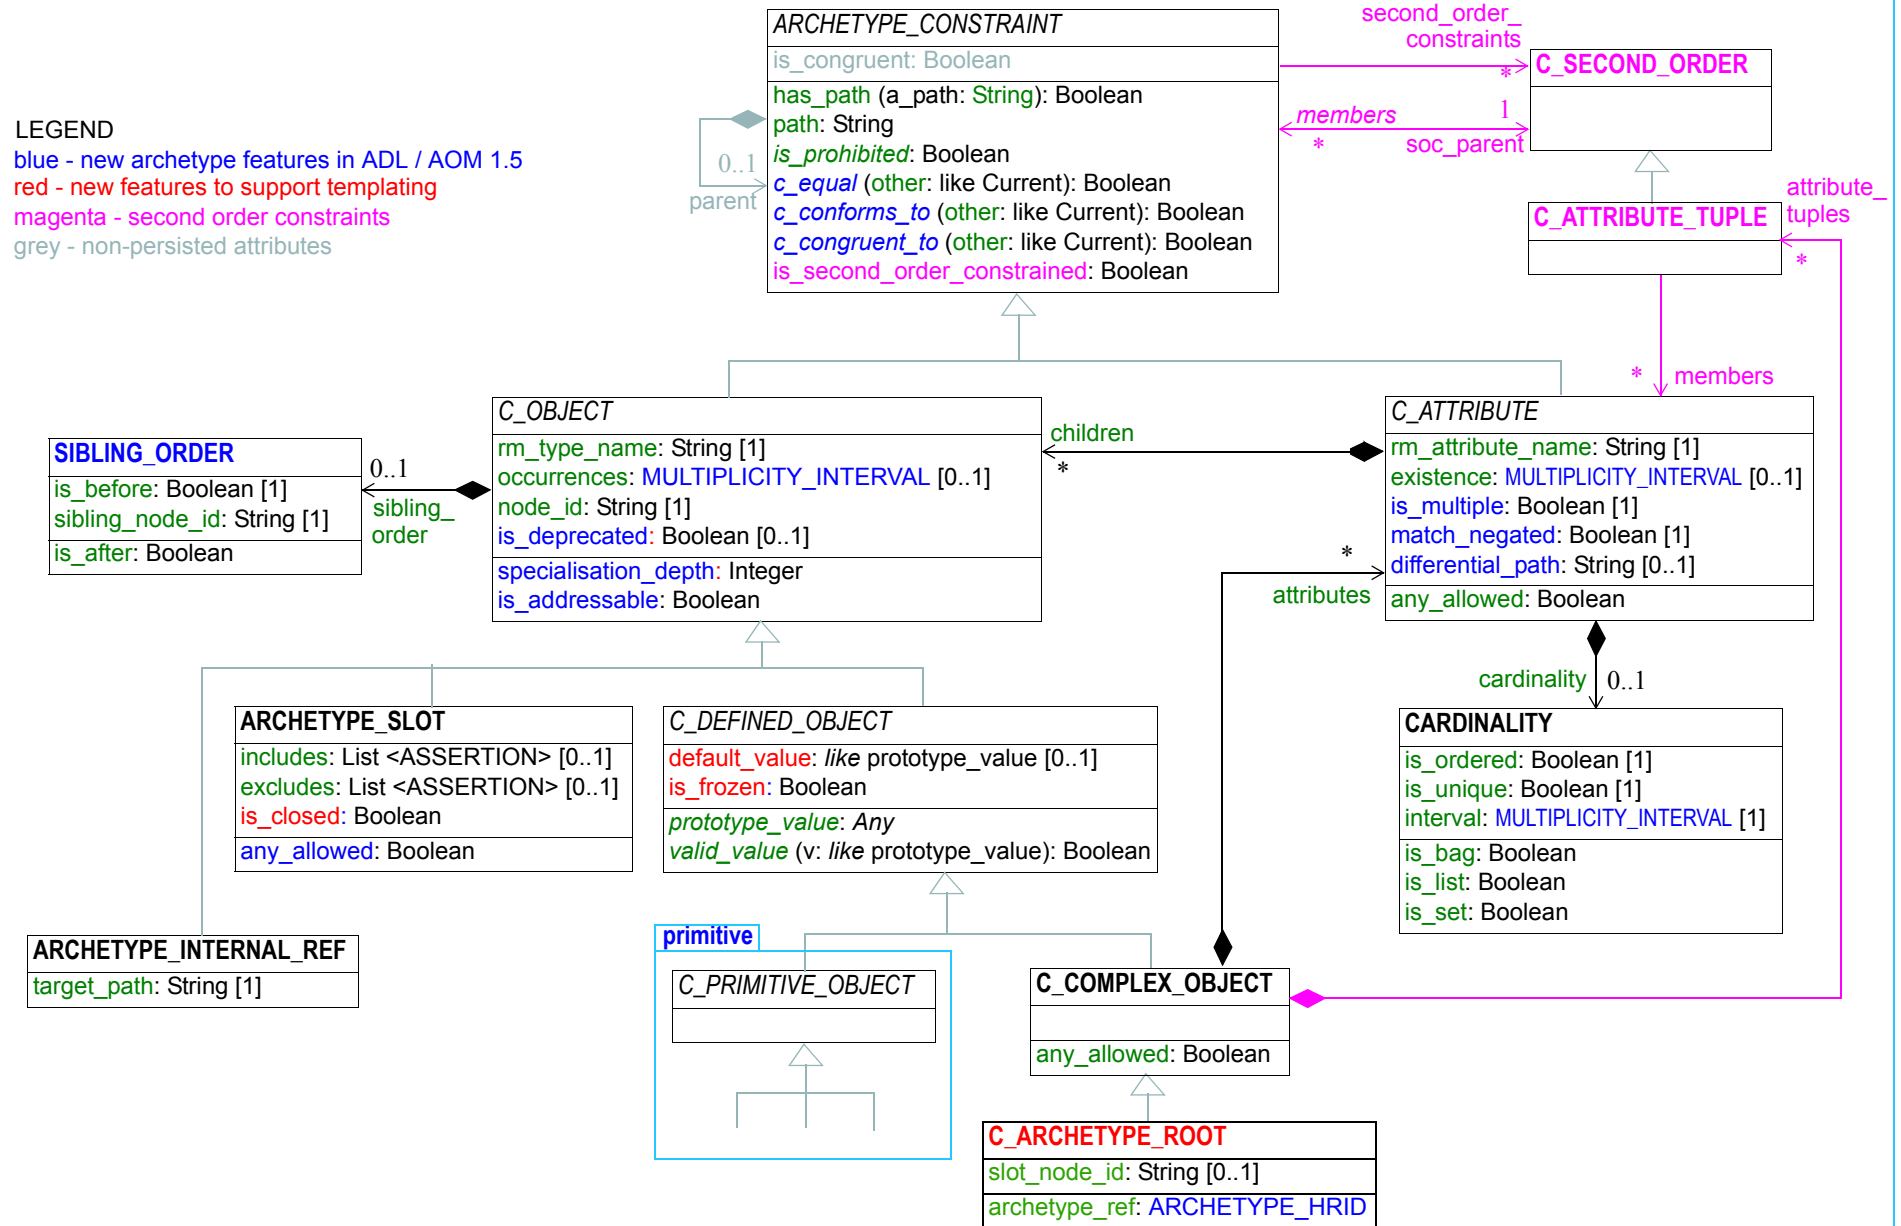 LEGEND
blue - new archetype features in ADL / AOM 1.5
red - new features to support templating
magenta - second order constraints
grey - non-persisted attributes
ARCHETYPE_CONSTRAINT
is_congruent: Boolean
has_path (a_path: String): Boolean
path: String
is_prohibited: Boolean
c_equal (other: like Current): Boolean
c_conforms_to (other: like Current): Boolean
c_congruent_to (other: like Current): Boolean
is_second_order_constrained: Boolean
0..1
parent
second_order_
constraints
*
members
*
1
soc_parent
C_SECOND_ORDER
C_ATTRIBUTE_TUPLE
attribute_
tuples
*
* members
SIBLING_ORDER
is_before: Boolean [1]
sibling_node_id: String [1]
is_after: Boolean
0..1
sibling_
order
C_OBJECT
rm_type_name: String [1]
occurrences: MULTIPLICITY_INTERVAL [0..1]
node_id: String [1]
is_deprecated: Boolean [0..1]
specialisation_depth: Integer
is_addressable: Boolean
children
*
C_ATTRIBUTE
rm_attribute_name: String [1]
existence: MULTIPLICITY_INTERVAL [0..1]
is_multiple: Boolean [1]
match_negated: Boolean [1]
differential_path: String [0..1]
any_allowed: Boolean
*
attributes
cardinality 0..1
CARDINALITY
is_ordered: Boolean [1]
is_unique: Boolean [1]
interval: MULTIPLICITY_INTERVAL [1]
is_bag: Boolean
is_list: Boolean
is_set: Boolean
ARCHETYPE_SLOT
includes: List <ASSERTION> [0..1]
excludes: List <ASSERTION> [0..1]
is_closed: Boolean
any_allowed: Boolean
C_DEFINED_OBJECT
default_value: like prototype_value [0..1]
is_frozen: Boolean
prototype_value: Any
valid_value (v: like prototype_value): Boolean
ARCHETYPE_INTERNAL_REF
target_path: String [1]
primitive
C_PRIMITIVE_OBJECT
C_COMPLEX_OBJECT
any_allowed: Boolean
C_ARCHETYPE_ROOT
slot_node_id: String [0..1]
archetype_ref: ARCHETYPE_HRID